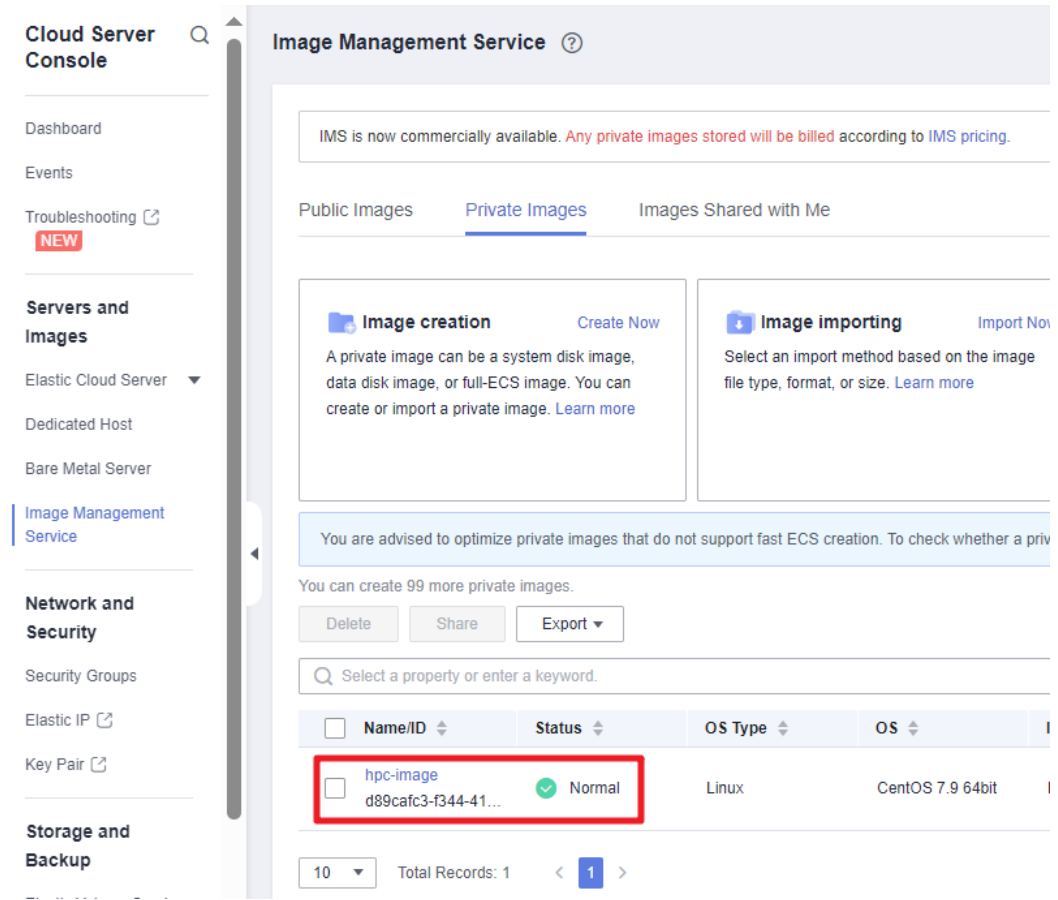 Cloud Server
Console
Dashboard
Events
Troubleshooting
NEW
Servers and
Images
Elastic Cloud Server
Dedicated Host
Bare Metal Server
Image Management
Service
Network and
Security
Security Groups
Elastic IP
Key Pair
Storage and
Backup
Image Management Service
IMS is now commercially available. Any private images stored will be billed according to IMS pricing.
Public Images Private Images Images Shared with Me
Image creation Create Now
A private image can be a system disk image,
data disk image, or full-ECS image. You can
create or import a private image. Learn more
Image importing Import Now
Select an import method based on the image
file type, format, or size. Learn more
You are advised to optimize private images that do not support fast ECS creation. To check whether a priv
You can create 99 more private images.
Delete Share Export
Select a property or enter a keyword.
Name/ID Status OS Type OS
hpc-image
d89cafc3-f344-41...
Normal Linux CentOS 7.9 64bit
10 Total Records: 1 < 1 >